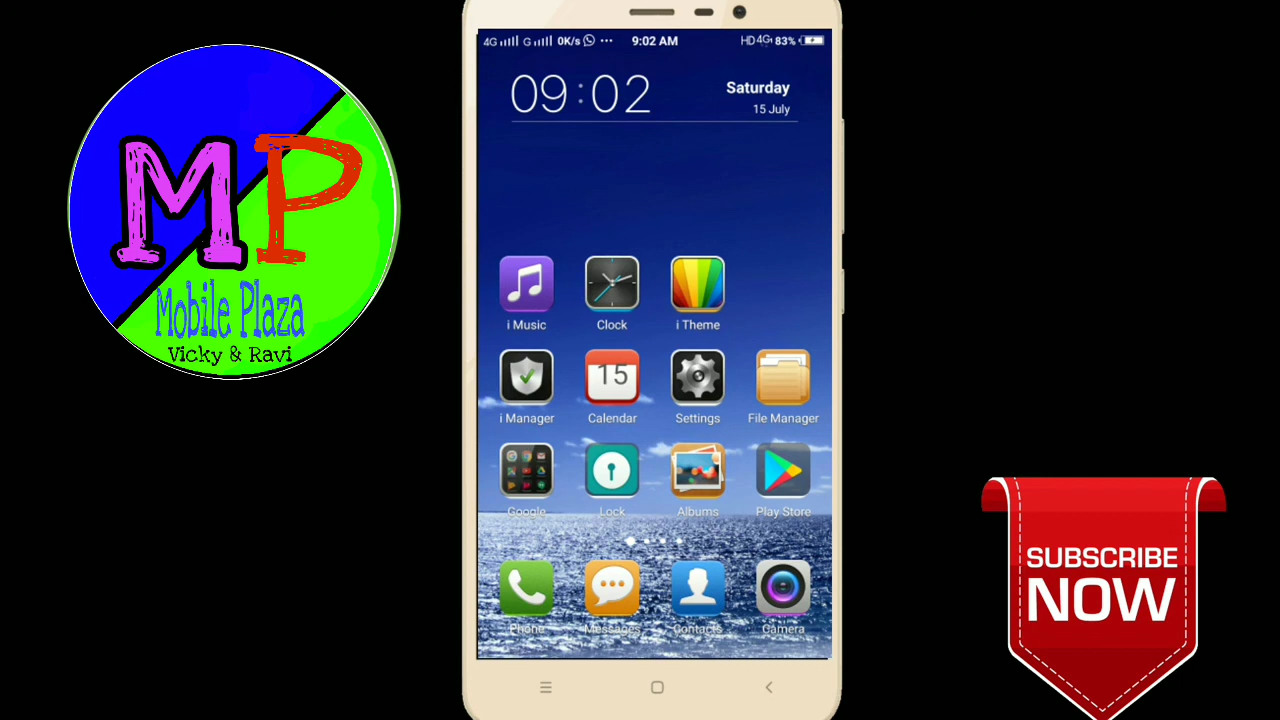 MP
Mobile Plaza
Vicky & Ravi
4G G 0K/s ••• 9:02 AM HD 4G 83%
09:02
Saturday
15 July
i Music Clock i Theme
15
i Manager Calendar Settings File Manager
Google Lock Albums Play Store
Phone Messages Contacts Camera
SUBSCRIBE
NOW